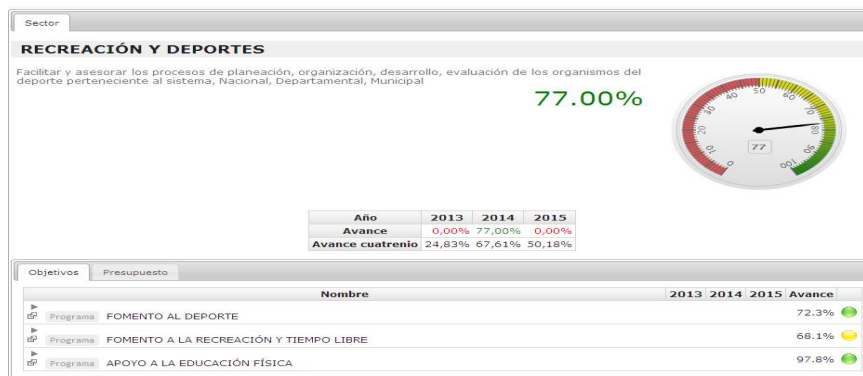 Sector
RECREACIÓN Y DEPORTES
Facilitar y asesorar los procesos de planeación, organización, desarrollo, evaluación de los organismos del
deporte perteneciente al sistema, Nacional, Departamental, Municipal
77.00%
0 10 20 30 40 50 60 70 80 90 100
77
Año 2013 2014 2015
Avance 0,00% 77,00% 0,00%
Avance cuatrenio 24,83% 67,61% 50,18%
Objetivos Presupuesto
Nombre 2013 2014 2015 Avance
Programa FOMENTO AL DEPORTE 72.3%
Programa FOMENTO A LA RECREACIÓN Y TIEMPO LIBRE 68.1%
Programa APOYO A LA EDUCACIÓN FÍSICA 97.8%